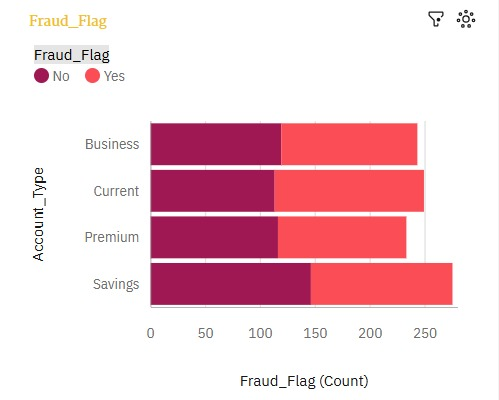 Fraud_Flag
Fraud_Flag
No Yes
Account_Type
Business
Current
Premium
Savings
0 50 100 150 200 250
Fraud_Flag (Count)